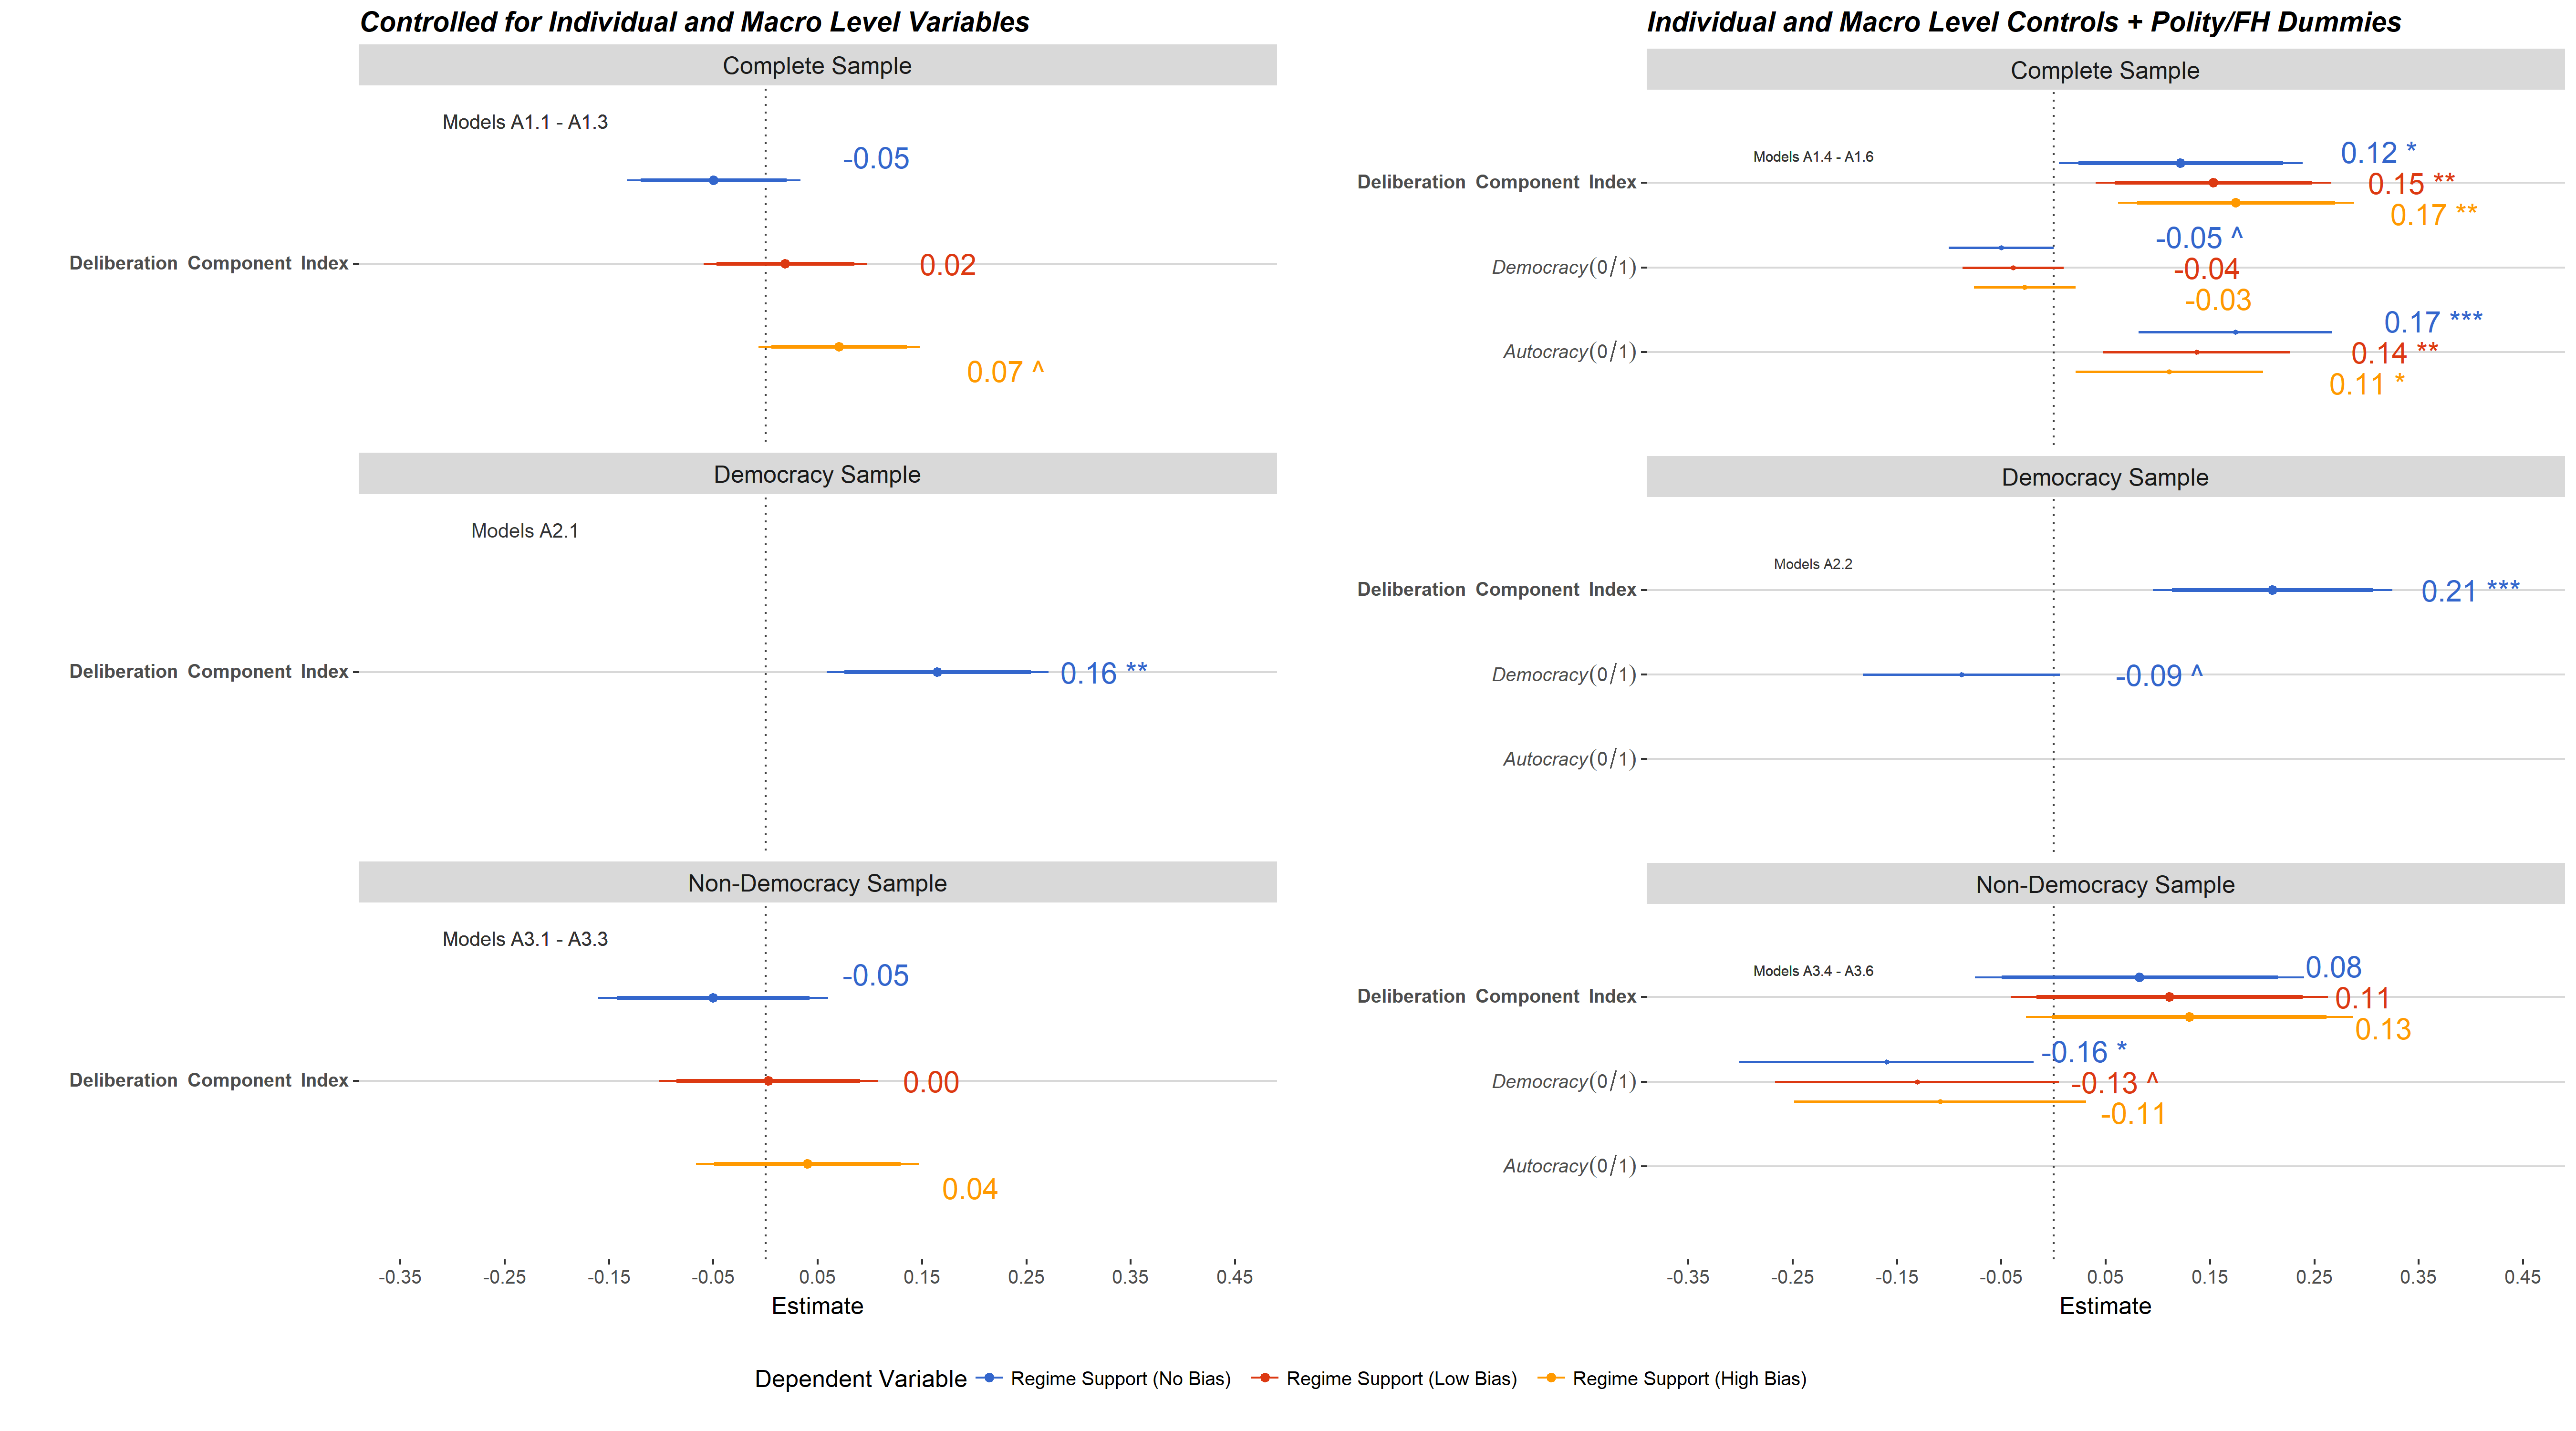 Controlled for Individual and Macro Level Variables
Complete Sample
Models A1.1 - A1.3
-0.05
Deliberation Component Index
0.02
0.07 ^
Democracy Sample
Models A2.1
Deliberation Component Index
0.16 **
Non-Democracy Sample
Models A3.1 - A3.3
-0.05
Deliberation Component Index
0.00
0.04
-0.35 -0.25 -0.15 -0.05 0.05 0.15 0.25 0.35 0.45
Estimate
Individual and Macro Level Controls + Polity/FH Dummies
Complete Sample
Models A1.4 - A1.6
0.12 *
Deliberation Component Index
0.15 **
0.17 **
-0.05 ^
Democracy(0/1)
-0.04
-0.03
0.17 ***
Autocracy(0/1)
0.14 **
0.11 *
Democracy Sample
Models A2.2
Deliberation Component Index
0.21 ***
Democracy(0/1)
-0.09 ^
Autocracy(0/1)
Non-Democracy Sample
Models A3.4 - A3.6
0.08
Deliberation Component Index
0.11
0.13
-0.16 *
Democracy(0/1)
-0.13 ^
-0.11
Autocracy(0/1)
-0.35 -0.25 -0.15 -0.05 0.05 0.15 0.25 0.35 0.45
Estimate
Dependent Variable Regime Support (No Bias) Regime Support (Low Bias) Regime Support (High Bias)